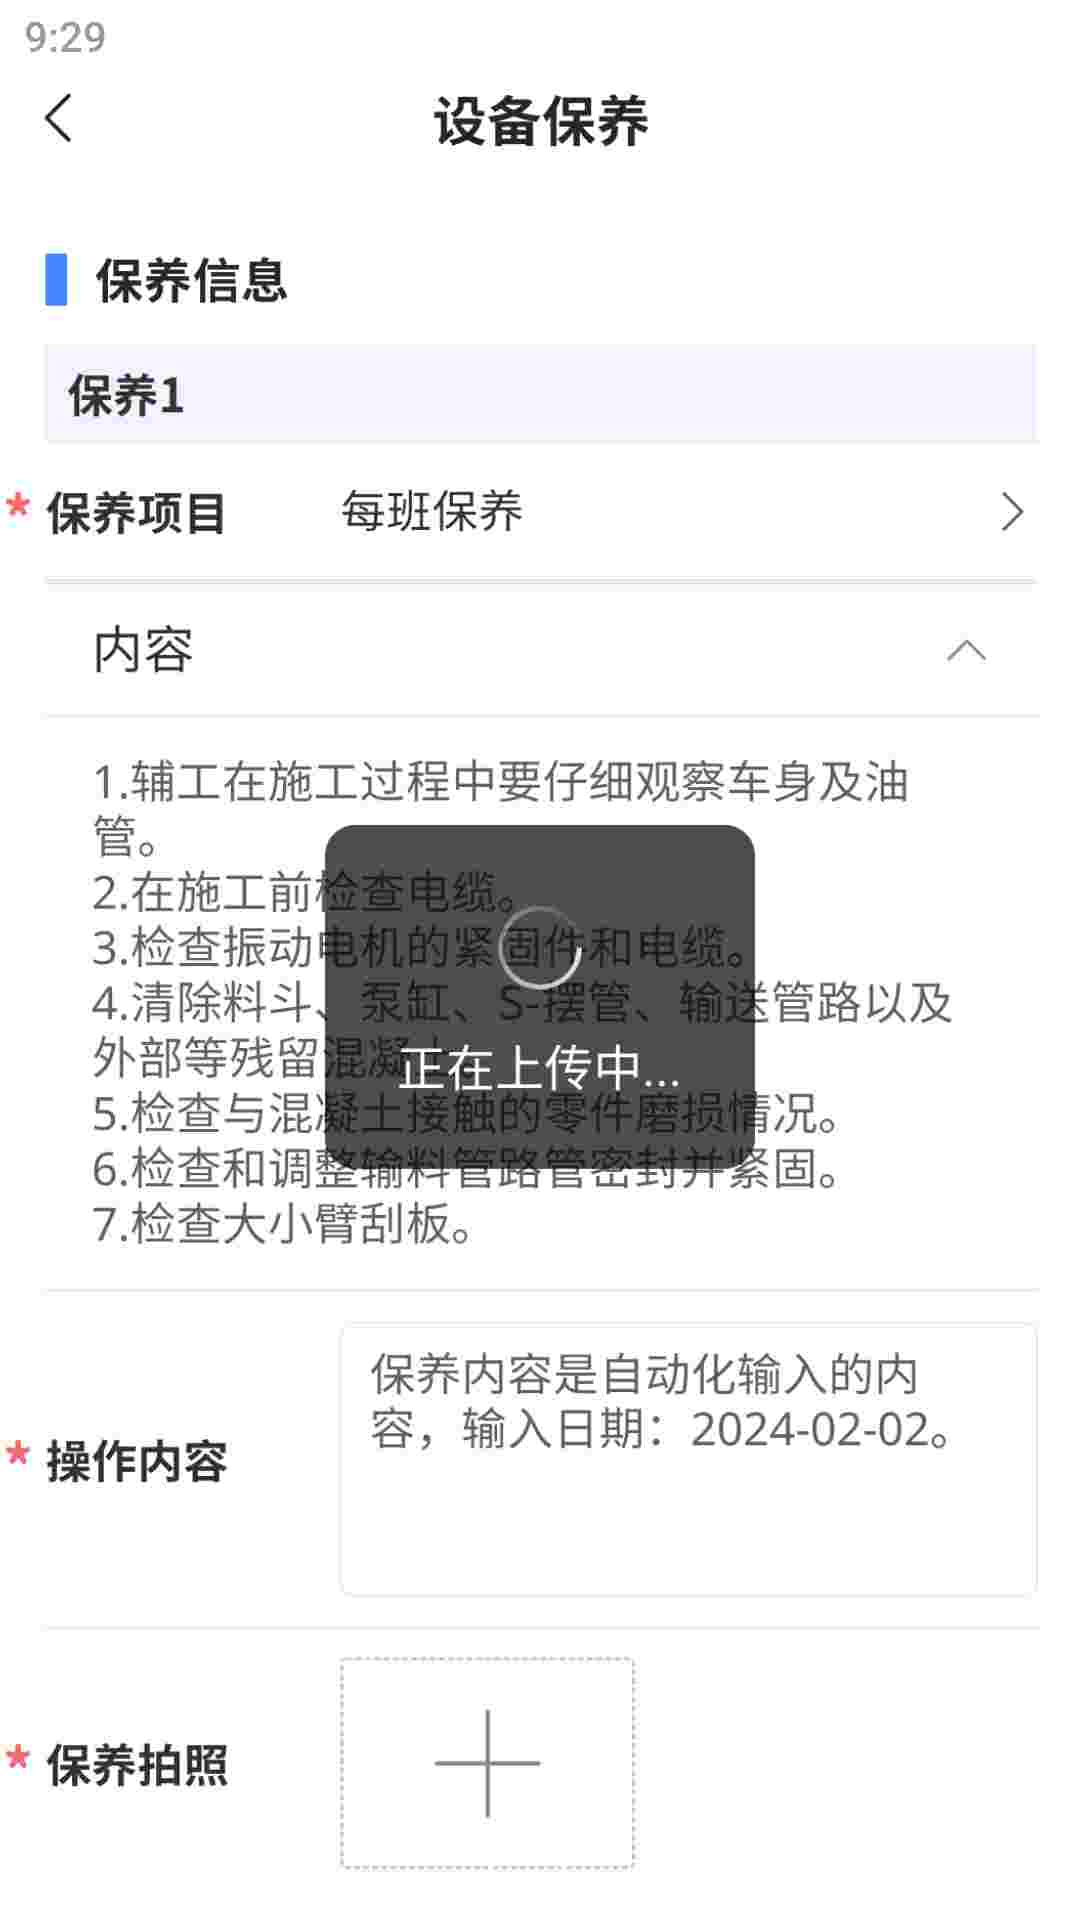 9:29
设备保养
保养信息
保养1
* 保养项目 每班保养
内容
1.辅工在施工过程中要仔细观察车身及油
管。
2.在施工前检查电缆。
3.检查振动电机的紧固件和电缆。
4.清除料斗、泵缸、S-摆管、输送管路以及
外部等残留混凝土。
正在上传中...
5.检查与混凝土接触的零件磨损情况。
6.检查和调整输料管路管密封并紧固。
7.检查大小臂刮板。
* 操作内容
保养内容是自动化输入的内
容，输入日期：2024-02-02。
* 保养拍照